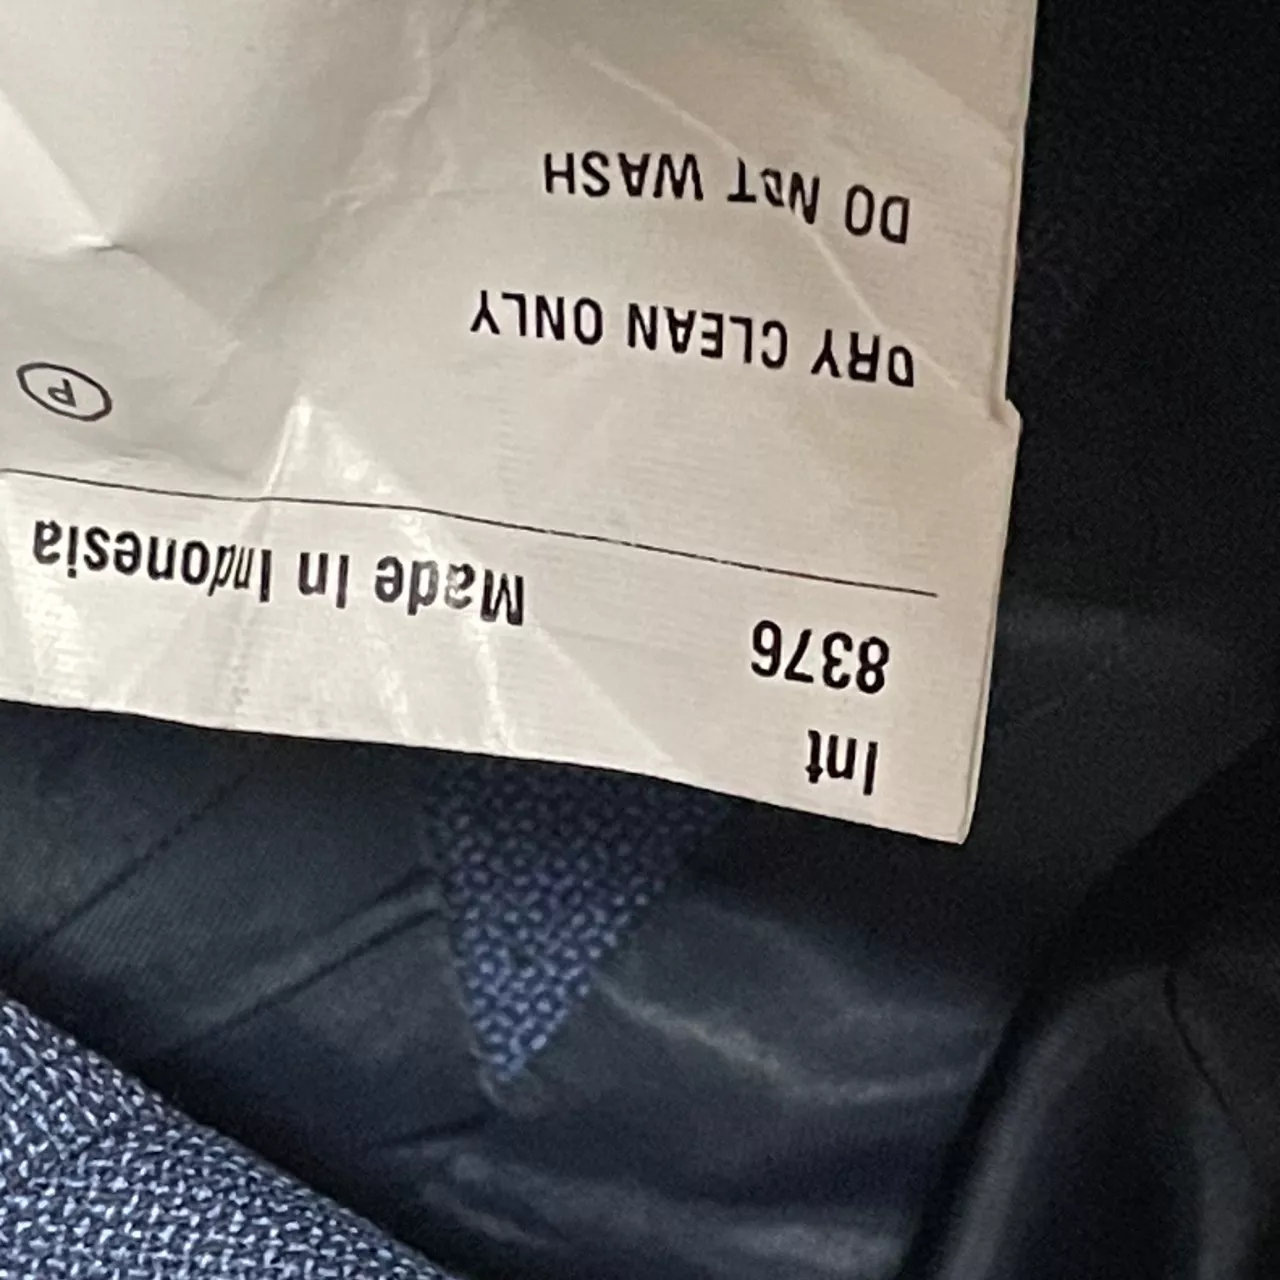 Int
8376
Made In Indonesia
P
DRY CLEAN ONLY
DO NOT WASH